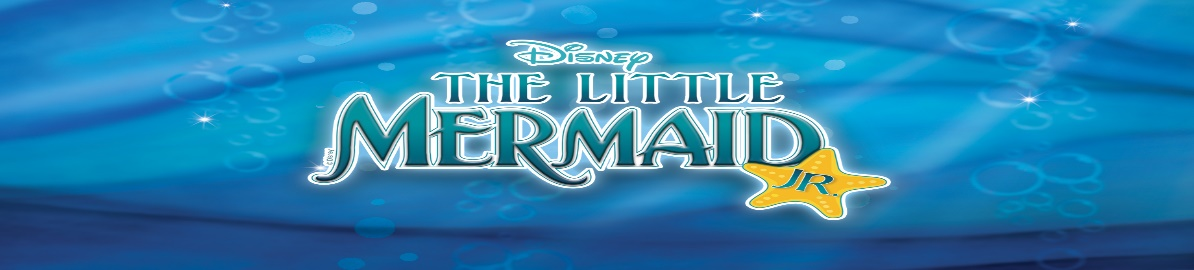 Disney
THE LITTLE
MERMAID
JR.